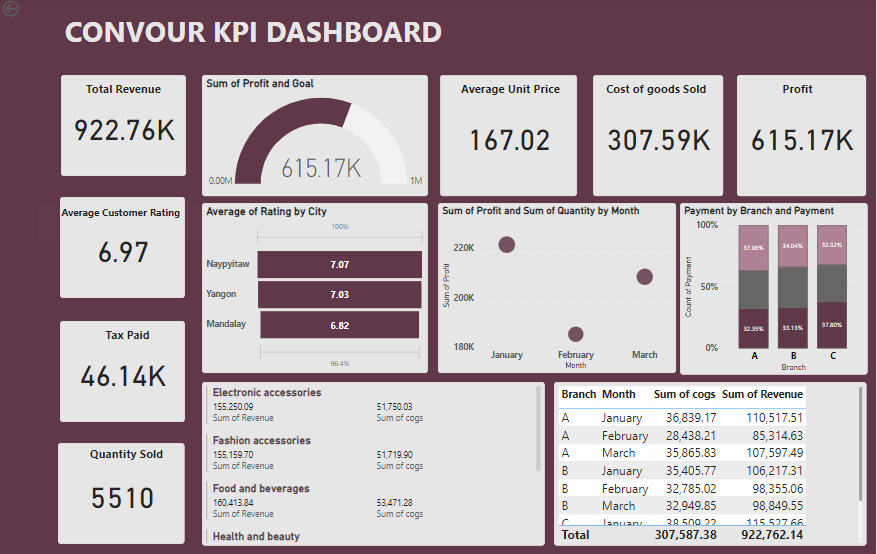 CONVOUR KPI DASHBOARD
Total Revenue
922.76K
Sum of Profit and Goal
615.17K
0.00M
1M
Average Unit Price
167.02
Cost of goods Sold
307.59K
Profit
615.17K
Average Customer Rating
6.97
Average of Rating by City
100%
Naypyitaw 7.07
Yangon 7.03
Mandalay 6.82
96.4%
Sum of Profit and Sum of Quantity by Month
Sum of Profit
220K
200K
180K
January February March
Month
Payment by Branch and Payment
Count of Payment
100%
50%
0%
37.06% 34.04% 32.32%
32.35% 33.13% 37.80%
A B C
Branch
Tax Paid
46.14K
Quantity Sold
5510
Electronic accessories
155,250.09 51,750.03
Sum of Revenue Sum of cogs
Fashion accessories
155,159.70 51,719.90
Sum of Revenue Sum of cogs
Food and beverages
160,413.84 53,471.28
Sum of Revenue Sum of cogs
Health and beauty
Branch Month Sum of cogs Sum of Revenue
A January 36,839.17 110,517.51
A February 28,438.21 85,314.63
A March 35,865.83 107,597.49
B January 35,405.77 106,217.31
B February 32,785.02 98,355.06
B March 32,949.85 98,849.55
C January 38,509.22 115,527.66
Total 307,587.38 922,762.14